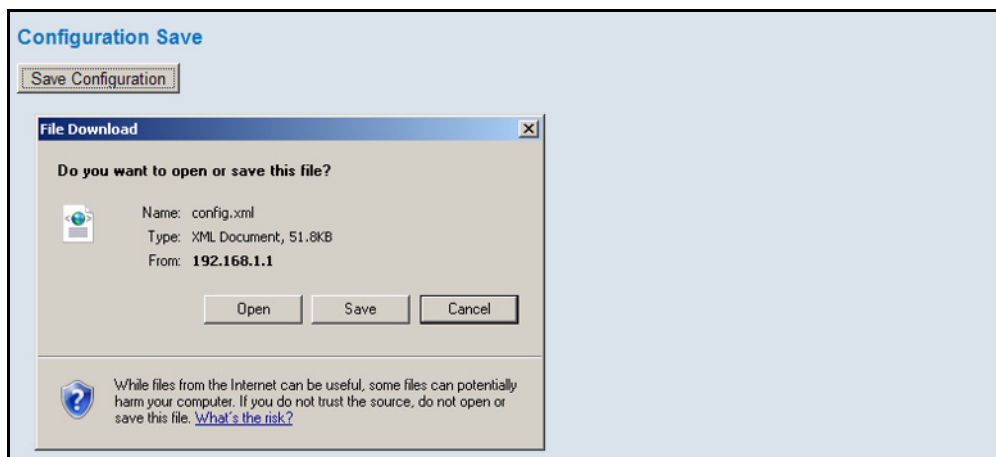 Configuration Save
Save Configuration
File Download
Do you want to open or save this file?
Name: config.xml
Type: XML Document, 51.8KB
From: 192.168.1.1
Open Save Cancel
While files from the Internet can be useful, some files can potentially
harm your computer. If you do not trust the source, do not open or
save this file. What's the risk?